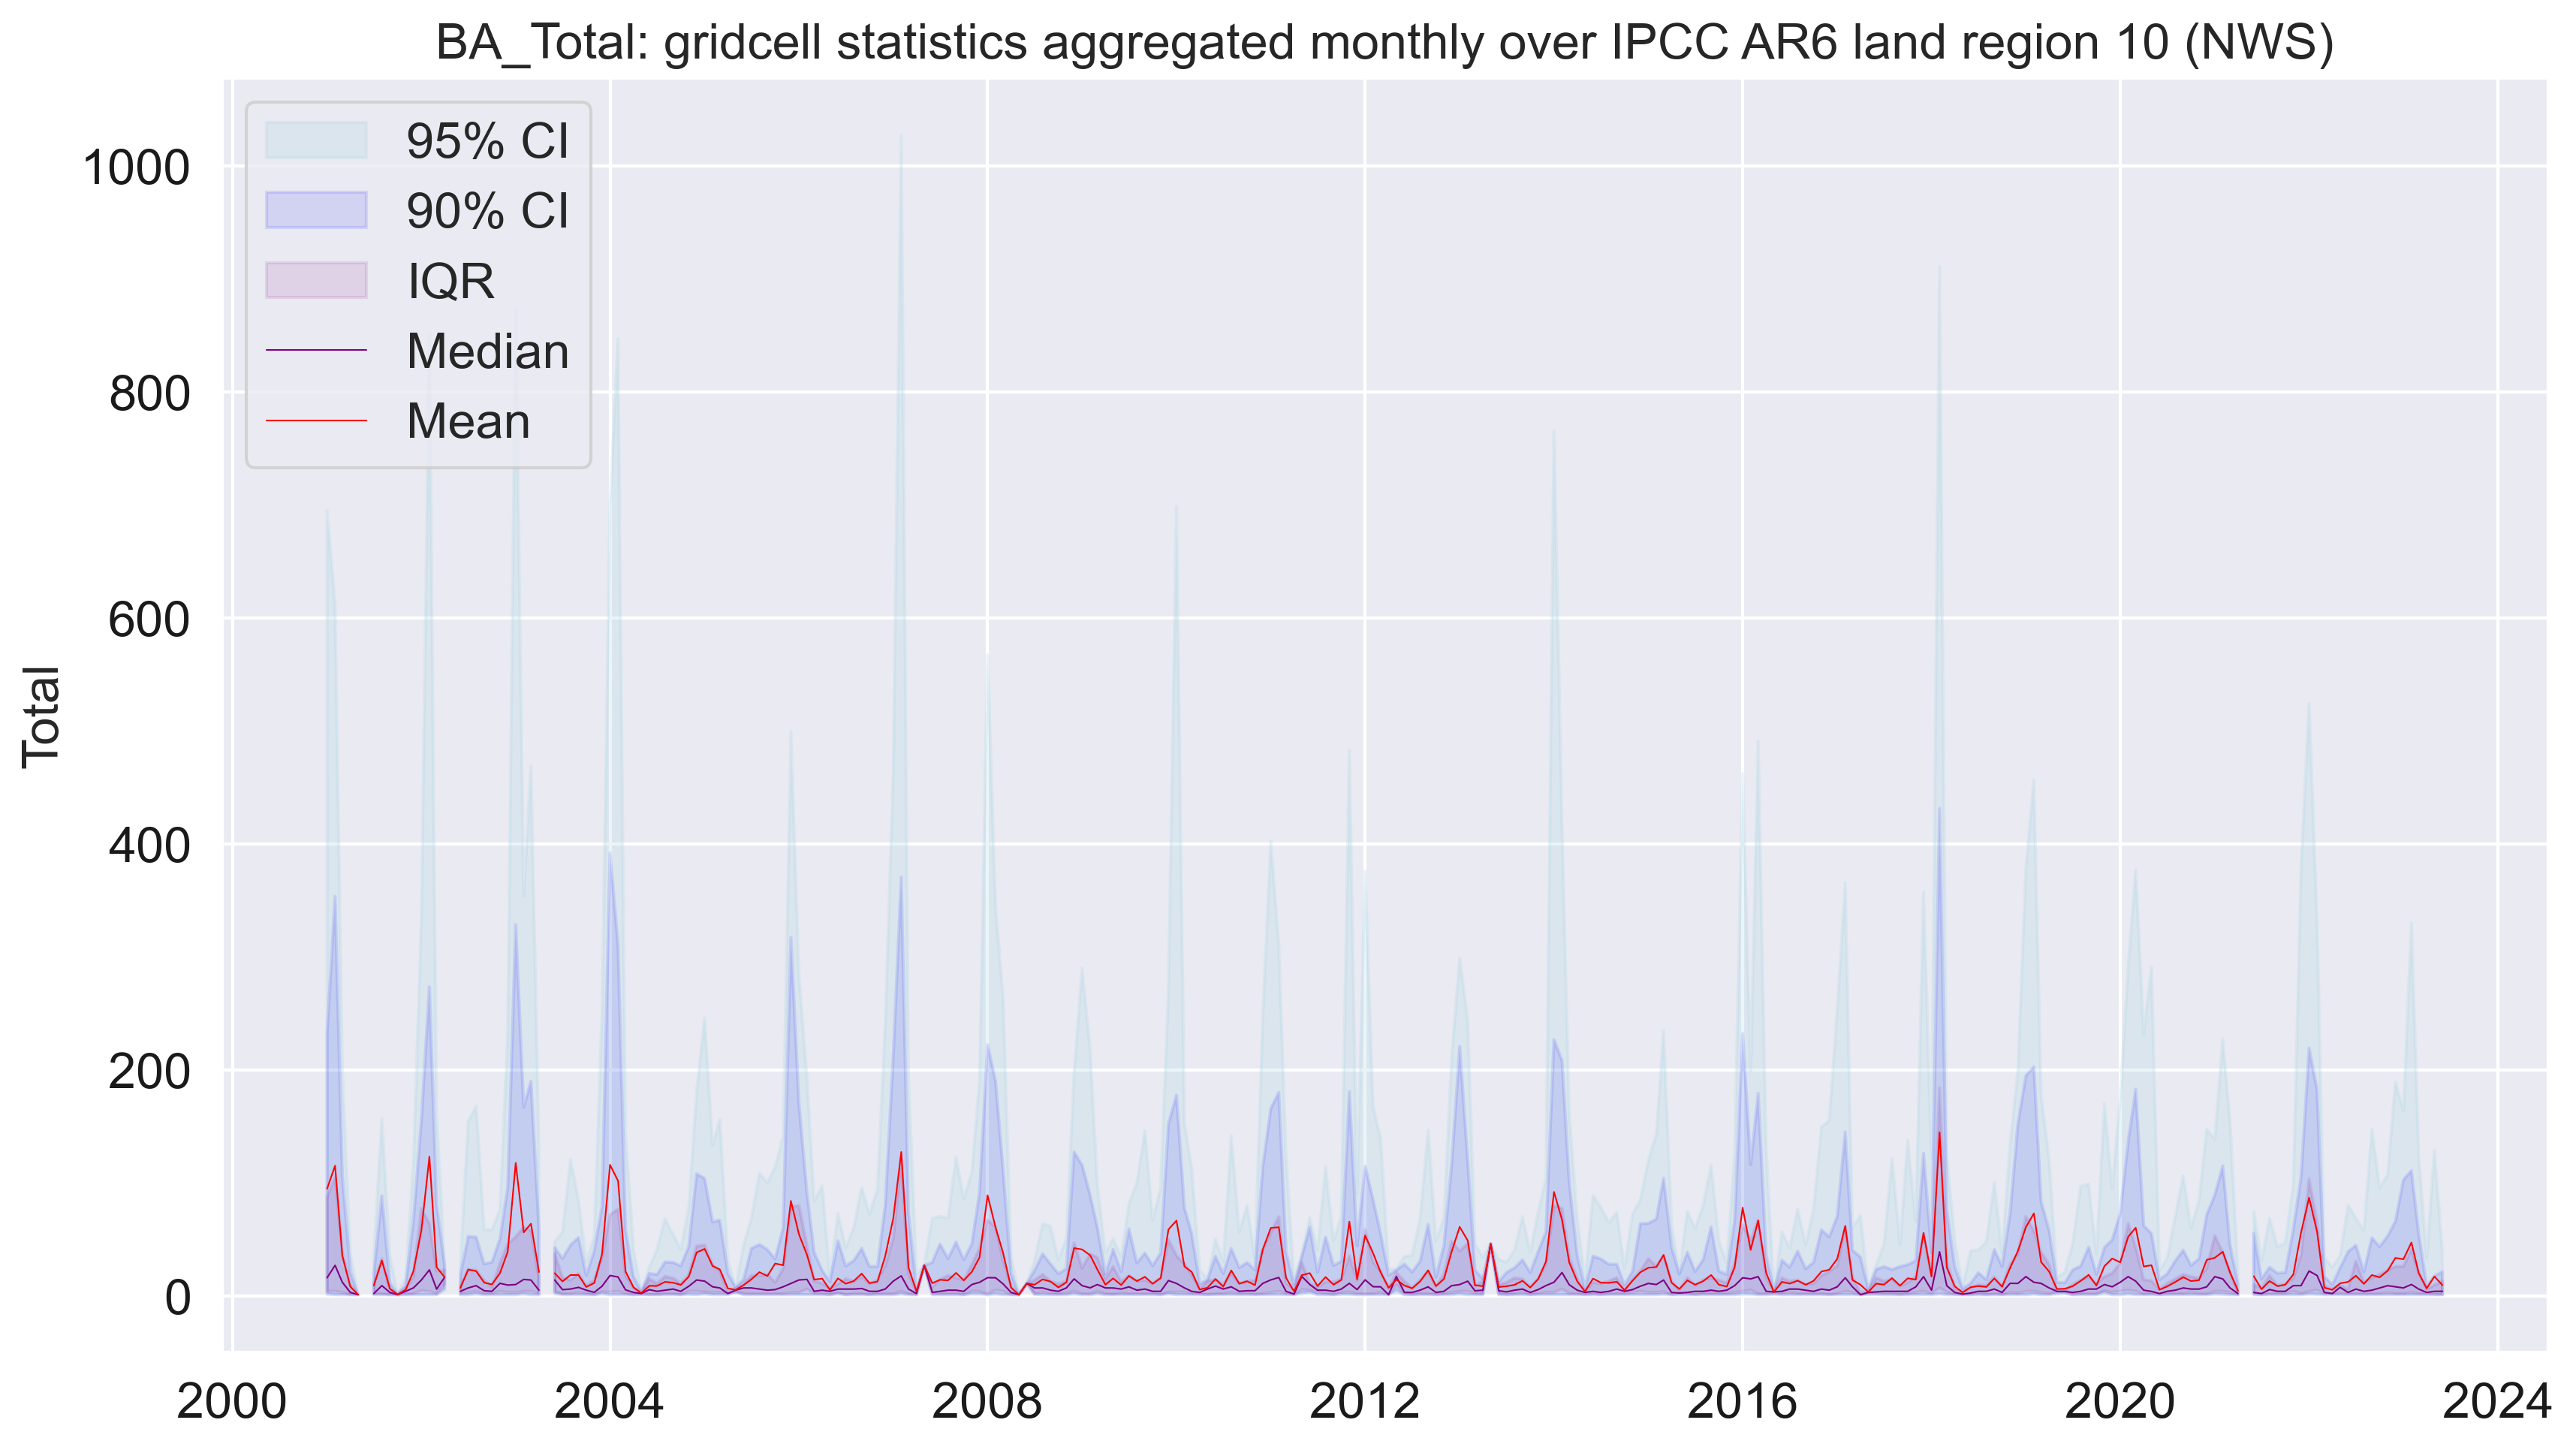 BA_Total: gridcell statistics aggregated monthly over IPCC AR6 land region 10 (NWS)
95% CI
90% CI
IQR
Median
Mean
1000
800
600
400
200
0
Total
2000 2004 2008 2012 2016 2020 2024